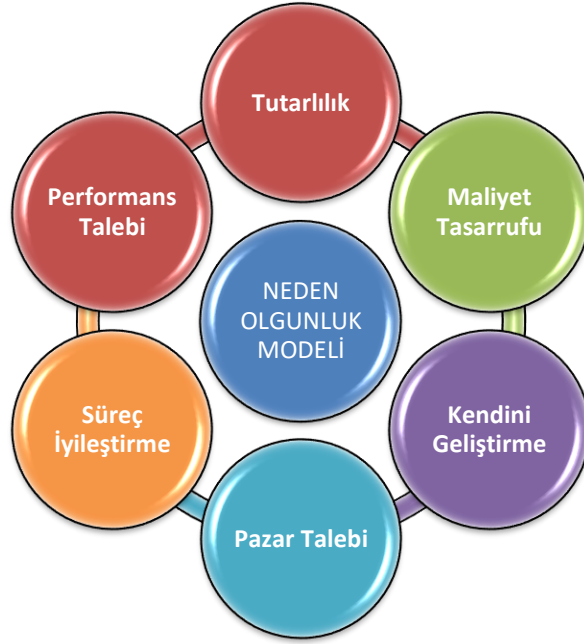 Tutarlılık
Maliyet
Tasarrufu
Kendini
Geliştirme
Pazar Talebi
Süreç
İyileştirme
Performans
Talebi
NEDEN
OLGUNLUK
MODELİ